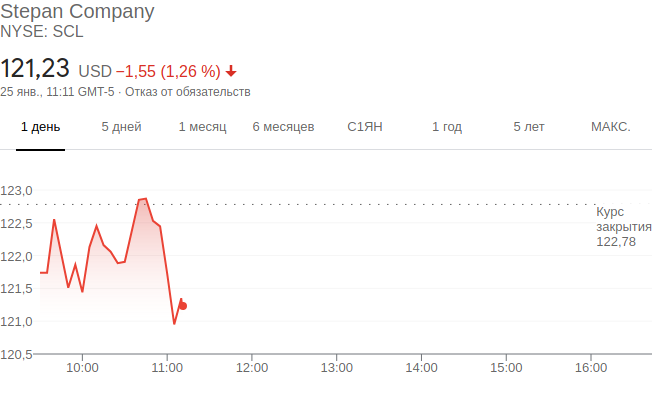 Stepan Company
NYSE: SCL
121,23 USD −1,55 (1,26 %)
25 янв., 11:11 GMT-5 · Отказ от обязательств
1 день 5 дней 1 месяц 6 месяцев С1ЯН 1 год 5 лет МАКС.
123,0
Курс
закрытия
122,78
122,5
122,0
121,5
121,0
120,5
10:00 11:00 12:00 13:00 14:00 15:00 16:00